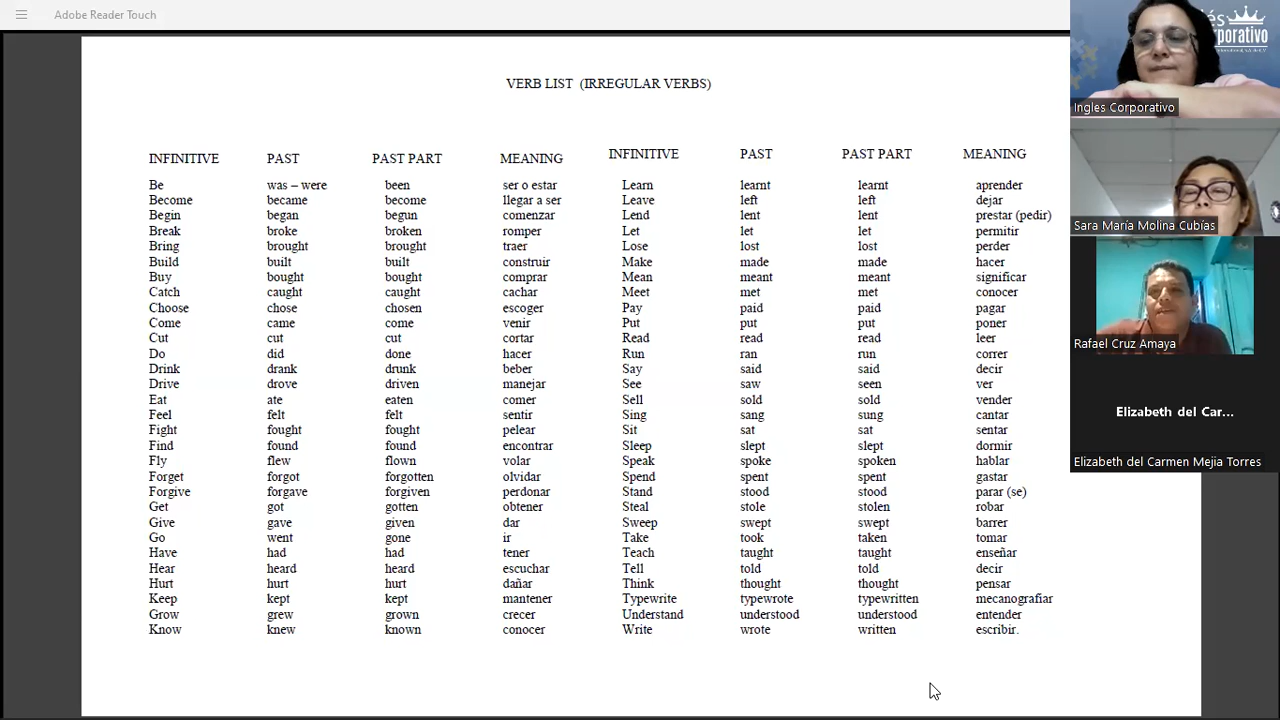 Adobe Reader Touch
VERB LIST (IRREGULAR VERBS)
INFINITIVE PAST PAST PART MEANING INFINITIVE PAST PAST PART MEANING
Be was – were been ser o estar Learn learnt learnt aprender
Become became become llegar a ser Leave left left dejar
Begin began begun comenzar Lend lent lent prestar (pedir)
Break broke broken romper Let let let permitir
Bring brought brought traer Lose lost lost perder
Build built built construir Make made made hacer
Buy bought bought comprar Mean meant meant significar
Catch caught caught cachar Meet met met conocer
Choose chose chosen escoger Pay paid paid pagar
Come came come venir Put put put poner
Cut cut cut cortar Read read read leer
Do did done hacer Run ran run correr
Drink drank drunk beber Say said said decir
Drive drove driven manejar See saw seen ver
Eat ate eaten comer Sell sold sold vender
Feel felt felt sentir Sing sang sung cantar
Fight fought fought pelear Sit sat sat sentar
Find found found encontrar Sleep slept slept dormir
Fly flew flown volar Speak spoke spoken hablar
Forget forgot forgotten olvidar Spend spent spent gastar
Forgive forgave forgiven perdonar Stand stood stood parar (se)
Get got gotten obtener Steal stole stolen robar
Give gave given dar Sweep swept swept barrer
Go went gone ir Take took taken tomar
Have had had tener Teach taught taught enseñar
Hear heard heard escuchar Tell told told decir
Hurt hurt hurt dañar Think thought thought pensar
Keep kept kept mantener Typewrite typewrote typewritten mecanografiar
Grow grew grown crecer Understand understood understood entender
Know knew known conocer Write wrote written escribir.
Ingles Corporativo
Sara María Molina Cubías
Rafael Cruz Amaya
Elizabeth del Car...
Elizabeth del Carmen Mejia Torres